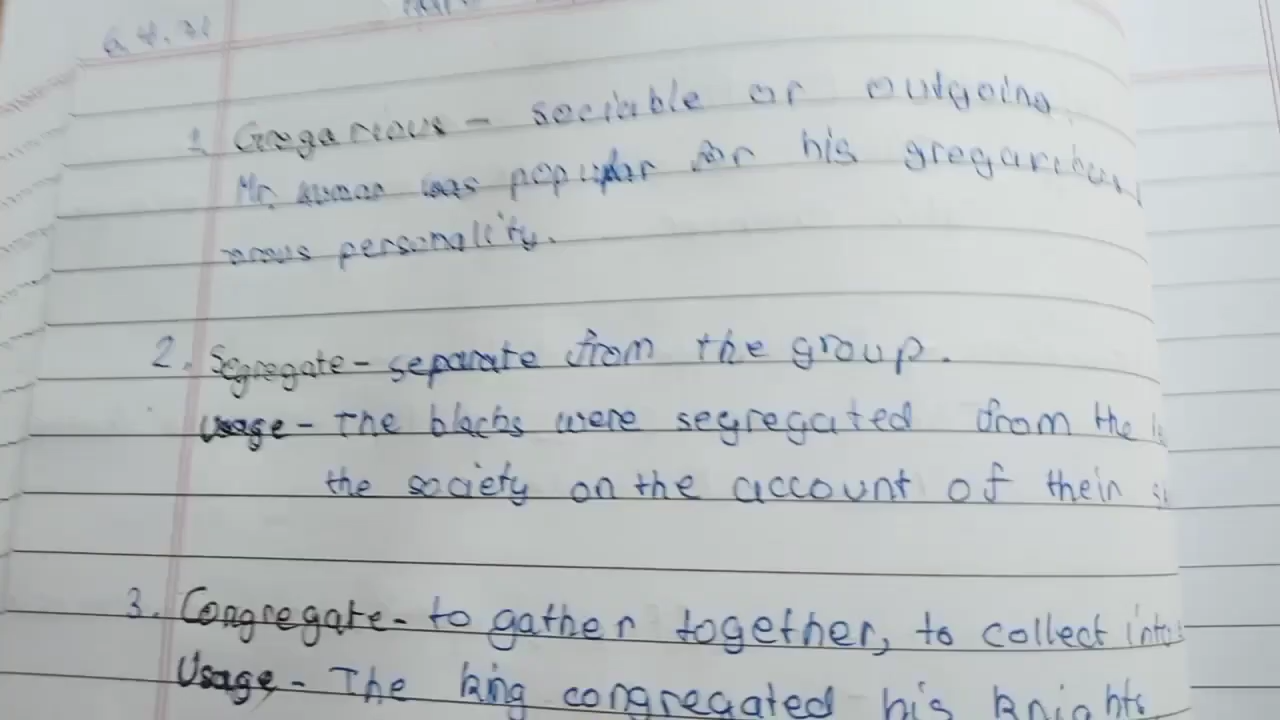 1. Gregarious - sociable or outgoing
Mr. was popular for his
personality.
2. Segregate - separate from the group.
Usage - The blacks were segregated from the
the society on the account of their
3. Congregate - to gather together, to collect into
Usage - The king congregated his knights